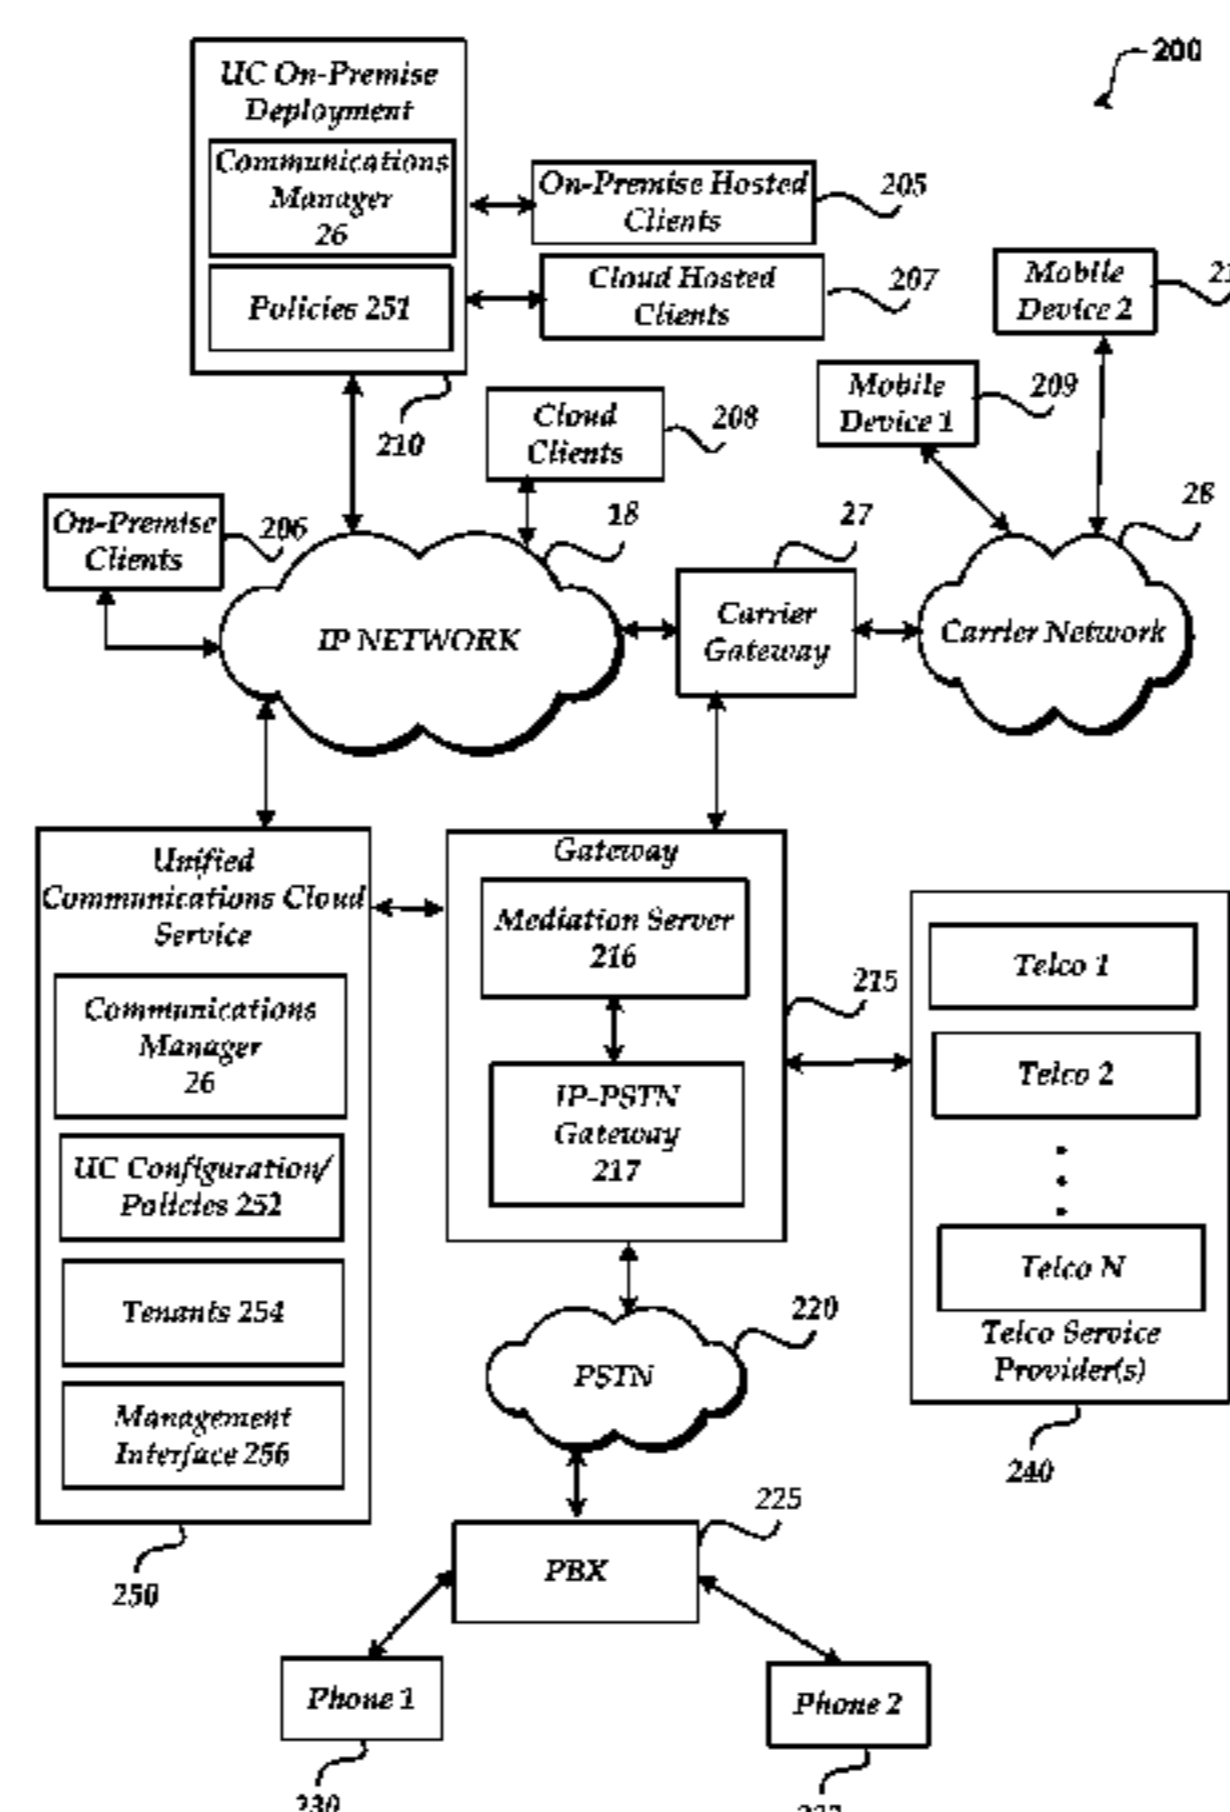 200
UC On-Premise
Deployment
Communications
Manager
26
Policies 251
210
On-Premise Hosted
Clients
205
Cloud Hosted
Clients
207
Mobile
Device 2
Mobile
Device 1
209
Cloud
Clients
208
On-Premise
Clients
206
18
IP NETWORK
27
Carrier
Gateway
28
Carrier Network
Unified
Communications Cloud
Service
Communications
Manager
26
UC Configuration/
Policies 252
Tenants 254
Management
Interface 256
250
Gateway
Mediation Server
216
IP-PSTN
Gateway
217
215
Telco 1
Telco 2
Telco N
Telco Service
Provider(s)
240
220
PSTN
225
PBX
Phone 1
230
Phone 2